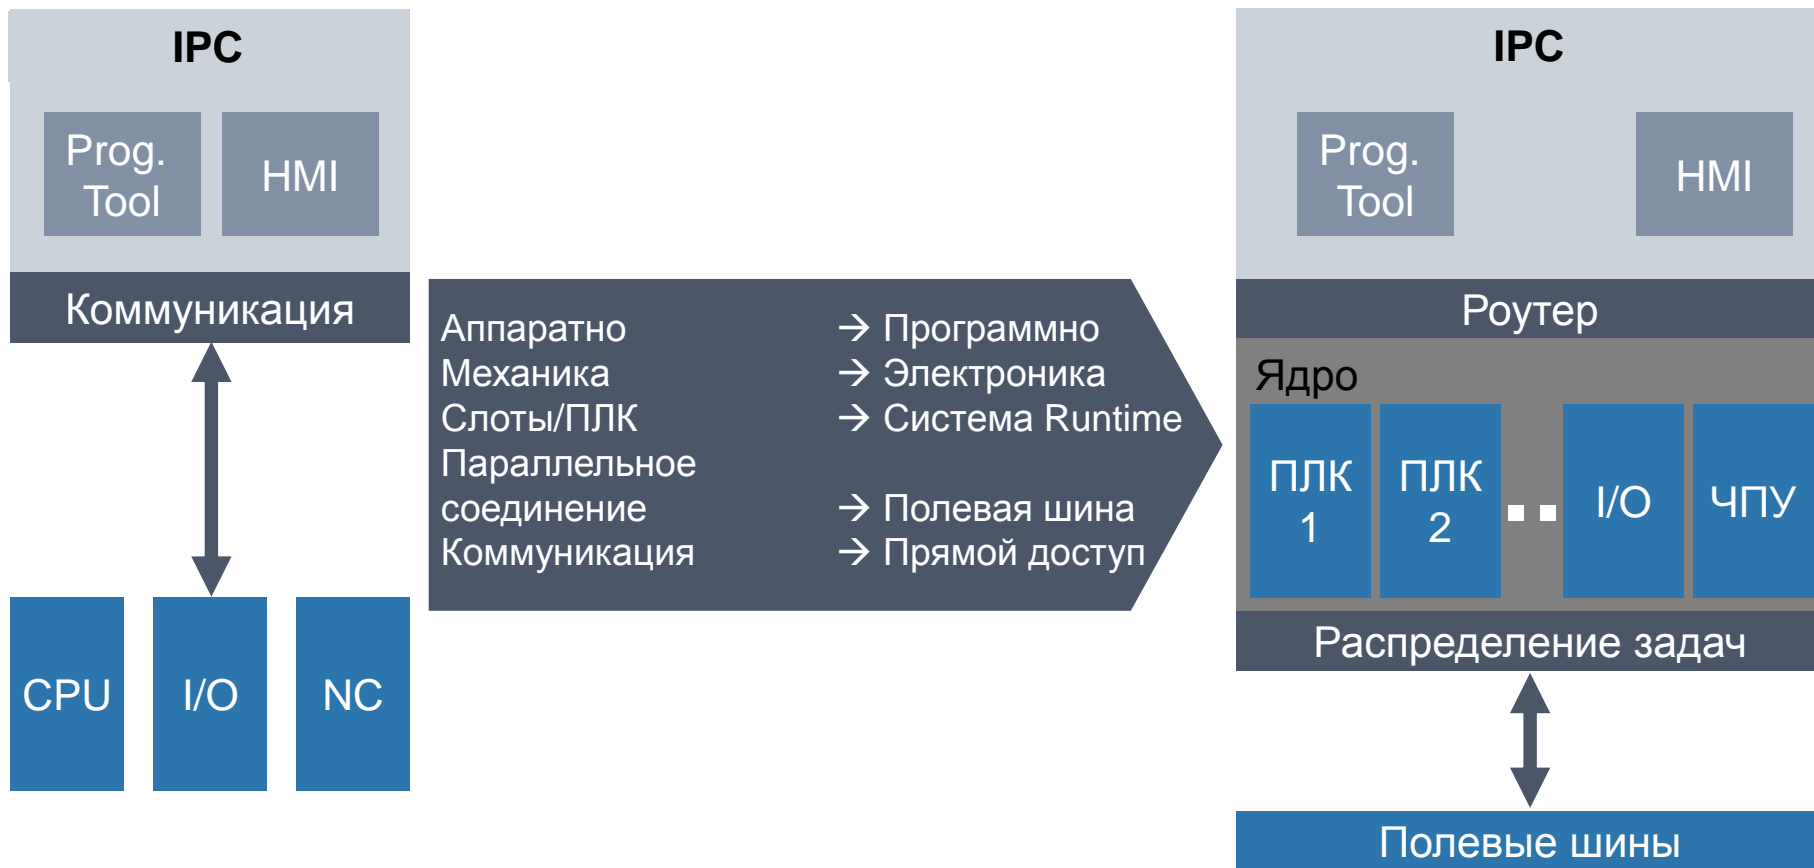 IPC
Prog.
Tool
HMI
Коммуникация
CPU
I/O
NC
Аппаратно → Программно
Механика → Электроника
Слоты/ПЛК → Система Runtime
Параллельное
соединение → Полевая шина
Коммуникация → Прямой доступ
IPC
Prog.
Tool
HMI
Роутер
Ядро
ПЛК
1
ПЛК
2
I/O
ЧПУ
Распределение задач
Полевые шины